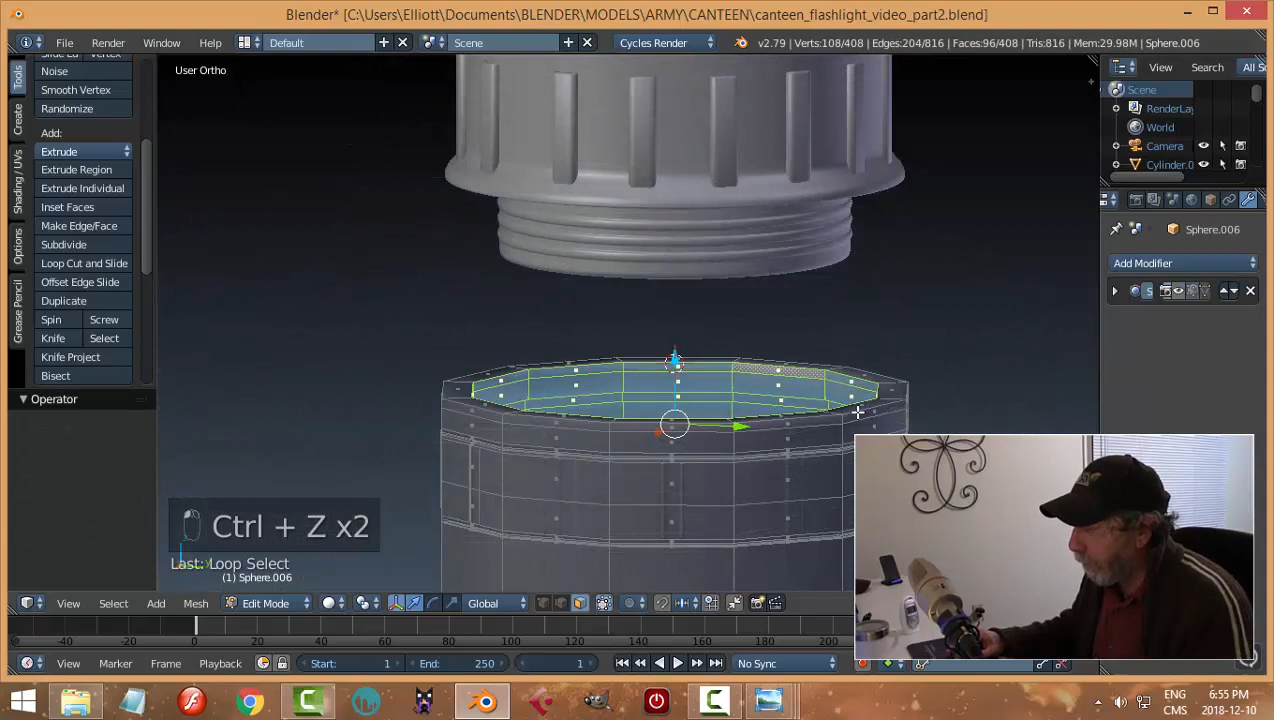 Blender* [C:\Users\Elliott\Documents\BLENDER\MODELS\ARMY\CANTEEN\canteen_flashlight_video_part2.blend]
File Render Window Help Default Scene Cycles Render v2.79 | Verts:108/408 | Edges:204/816 | Faces:96/408 | Tris:816 | Mem:29.98M | Sphere.006
User Ortho
View Search All Sc
Tools
Create
Shading / UVs
Options
Grease Pencil
Noise
Smooth Vertex
Randomize
Add:
Extrude
Extrude Region
Extrude Individual
Inset Faces
Make Edge/Face
Subdivide
Loop Cut and Slide
Offset Edge Slide
Duplicate
Spin Screw
Knife Select
Knife Project
Bisect
Operator
Scene
RenderLay
World
Camera
Cylinder.0
Sphere.006
Add Modifier
S
Ctrl + Z x2
Last: Loop Select
(1) Sphere.006
View Select Add Mesh Edit Mode Global
-40 -20 0 20 40 60 80 100 120 140 160 180 200
View Marker Frame Playback Start: 1 End: 250 1 No Sync
ENG 6:55 PM
CMS 2018-12-10